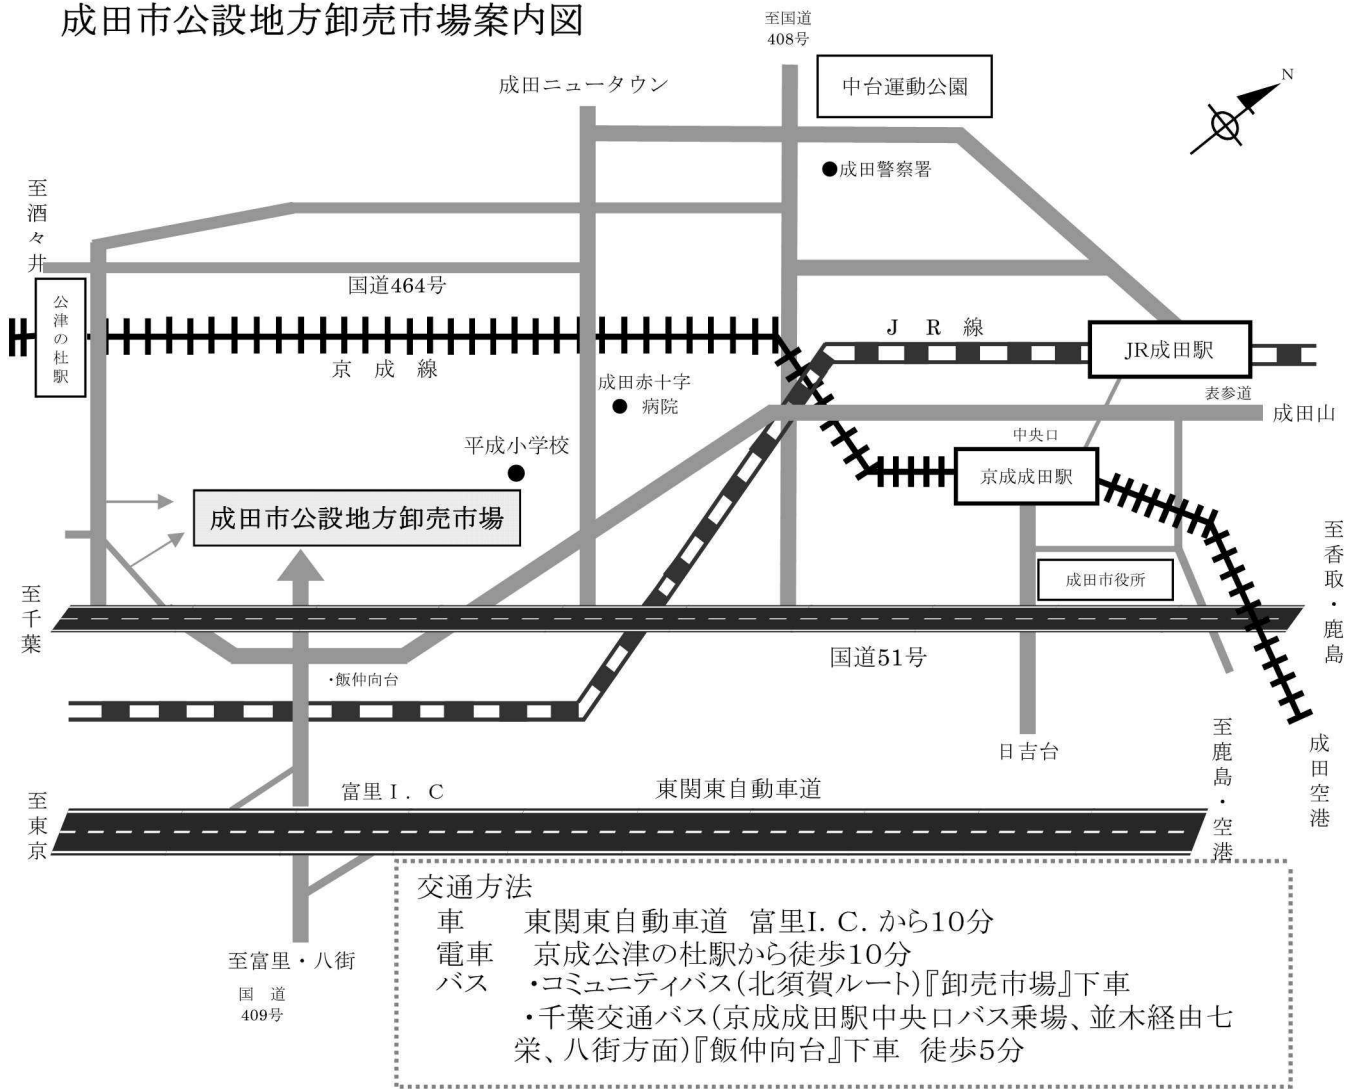 成田市公設地方卸売市場案内図
至国道
408号
中台運動公園
N
成田ニュータウン
成田警察署
至酒々井
国道464号
公津の杜駅
京成線
JR線
JR成田駅
成田赤十字
病院
表参道
成田山
中央口
平成小学校
京成成田駅
成田市公設地方卸売市場
至香取・鹿島
成田市役所
至千葉
国道51号
・飯仲向台
日吉台
至鹿島・空港
成田空港
至東京
富里I.C
東関東自動車道
至富里・八街
国道
409号
交通方法
車 東関東自動車道 富里I.C.から10分
電車 京成公津の杜駅から徒歩10分
バス ・コミュニティバス(北須賀ルート)『卸売市場』下車
・千葉交通バス(京成成田駅中央口バス乗場、並木経由七
栄、八街方面)『飯仲向台』下車 徒歩5分